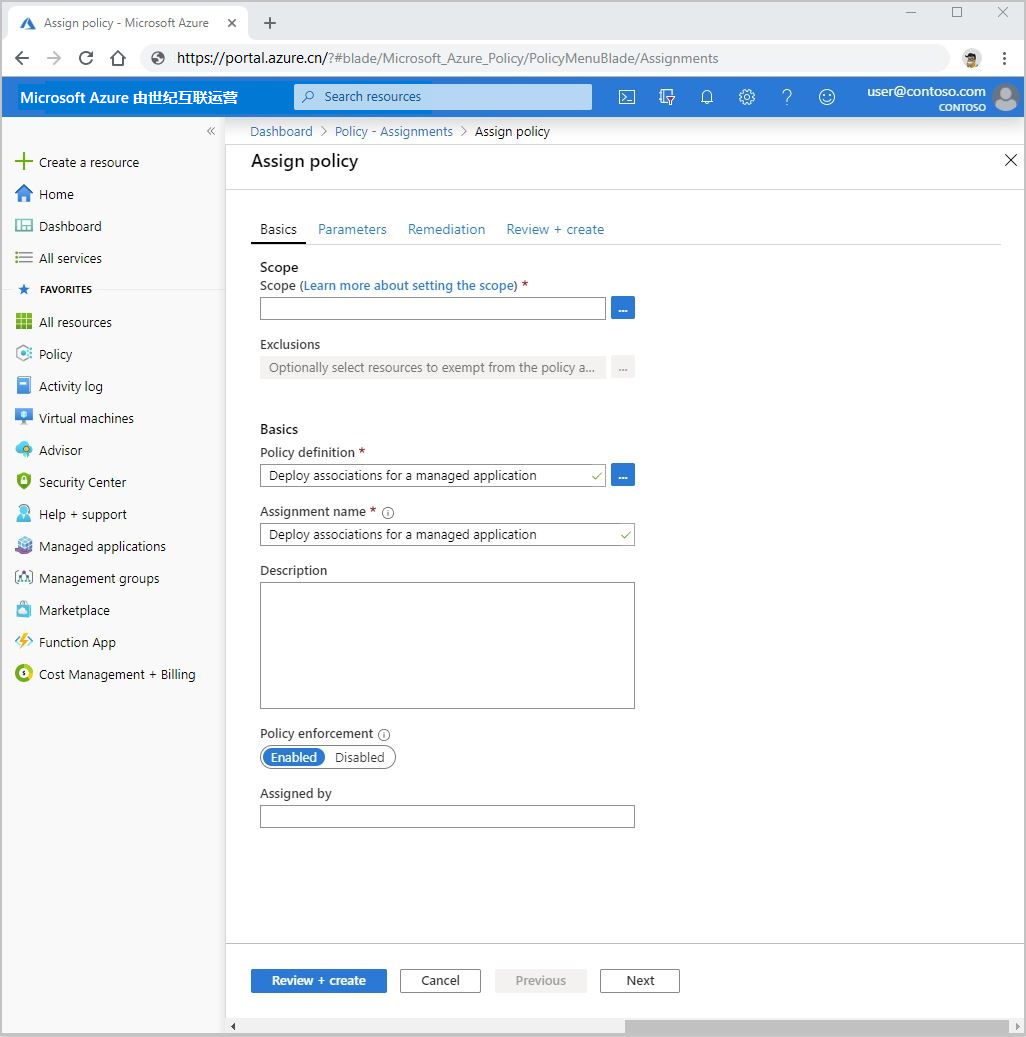 Assign policy - Microsoft Azure
https://portal.azure.cn/?#blade/Microsoft_Azure_Policy/PolicyMenuBlade/Assignments
Microsoft Azure 由世纪互联运营
Search resources
user@contoso.com
CONTOSO
Dashboard > Policy - Assignments > Assign policy
Assign policy
Create a resource
Home
Dashboard
All services
FAVORITES
All resources
Policy
Activity log
Virtual machines
Advisor
Security Center
Help + support
Managed applications
Management groups
Marketplace
Function App
Cost Management + Billing
Basics Parameters Remediation Review + create
Scope
Scope (Learn more about setting the scope) *
...
Exclusions
Optionally select resources to exempt from the policy a... ...
Basics
Policy definition *
Deploy associations for a managed application ...
Assignment name *
Deploy associations for a managed application
Description
Policy enforcement
Enabled Disabled
Assigned by
Review + create Cancel Previous Next